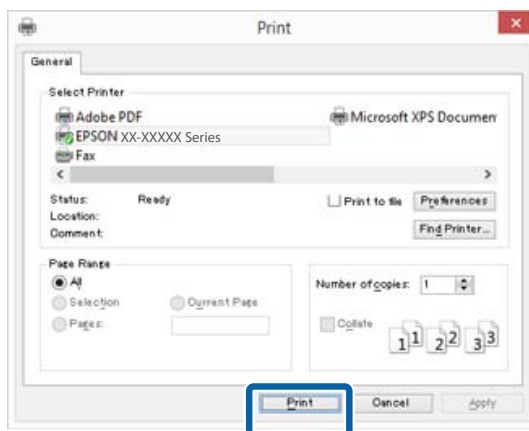 Print
General
Select Printer
Adobe PDF
Microsoft XPS Documen
EPSON XX-XXXXX Series
Fax
Status: Ready
Print to file Preferences
Location:
Comment:
Find Printer...
Page Range
All
Selection Current Page
Pages:
Number of copies: 1
Collate
1 1 2 2 3 3
Print Cancel Apply